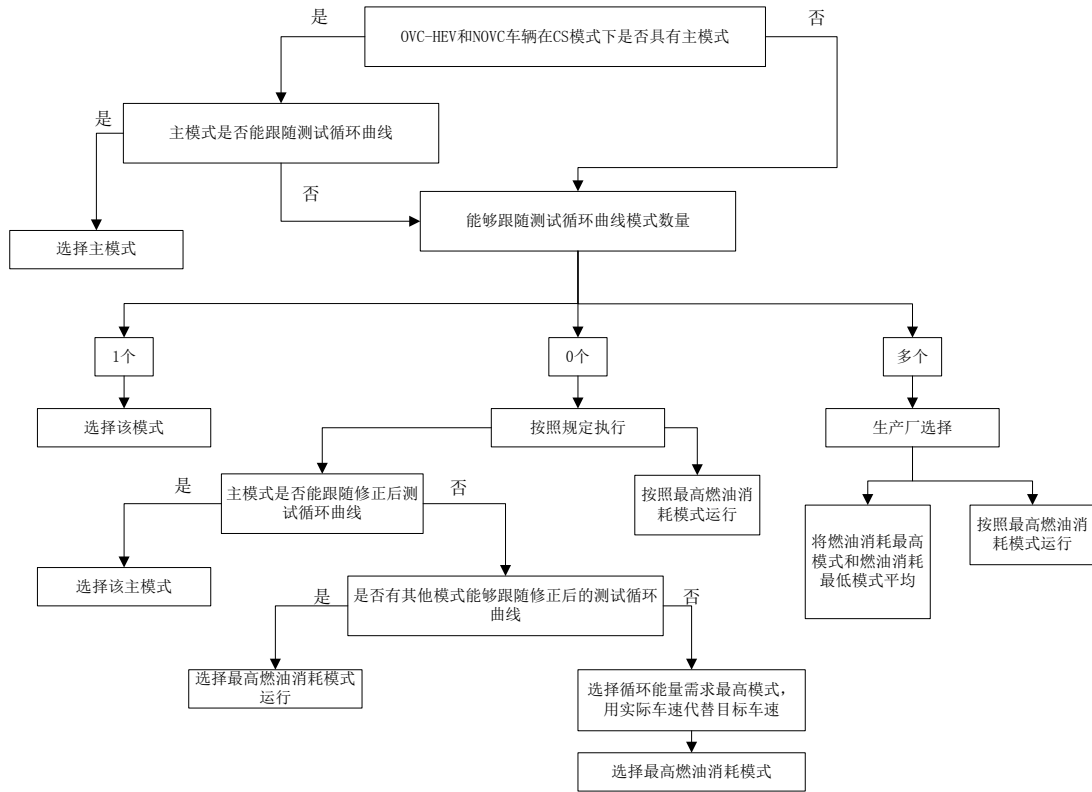 是
否
OVC-HEV和NOVC车辆在CS模式下是否具有主模式
是
主模式是否能跟随测试循环曲线
否
能够跟随测试循环曲线模式数量
选择主模式
1个
0个
多个
选择该模式
按照规定执行
生产厂选择
是
主模式是否能跟随修正后测
试循环曲线
否
按照最高燃油消
耗模式运行
将燃油消耗最高
模式和燃油消耗
最低模式平均
按照最高燃油消
耗模式运行
选择该主模式
是
是否有其他模式能够跟随修正后的测试循环
曲线
否
选择最高燃油消耗模式
运行
选择循环能量需求最高模式，
用实际车速代替目标车速
选择最高燃油消耗模式